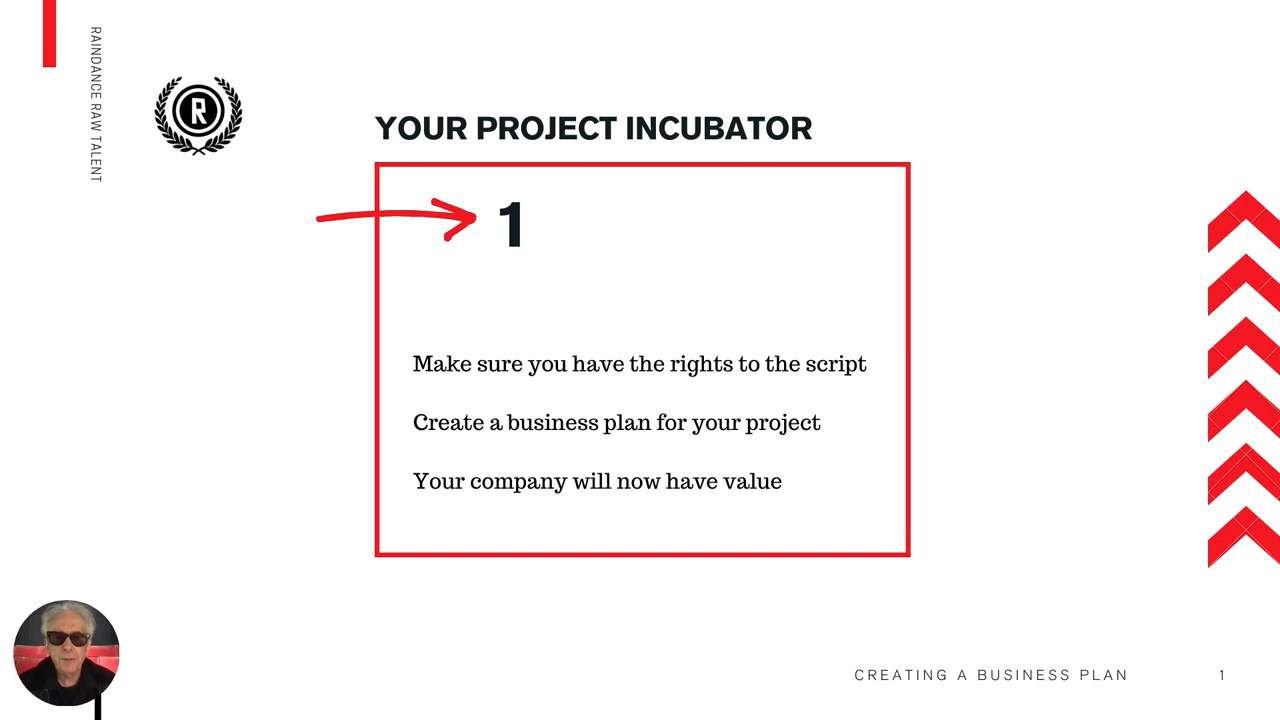 RAINDANCE RAW TALENT
R
YOUR PROJECT INCUBATOR
1
Make sure you have the rights to the script
Create a business plan for your project
Your company will now have value
CREATING A BUSINESS PLAN
1